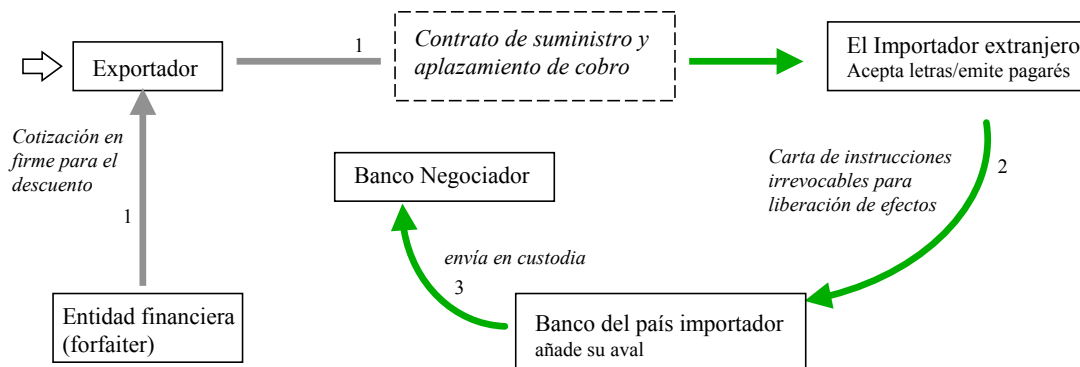 1
Contrato de suministro y
aplazamiento de cobro
El Importador extranjero
Acepta letras/emite pagarés
Exportador
Cotización en
firme para el
descuento
1
Carta de instrucciones
irrevocables para
liberación de efectos
2
Banco Negociador
envía en custodia
3
Entidad financiera
(forfaiter)
Banco del país importador
añade su aval